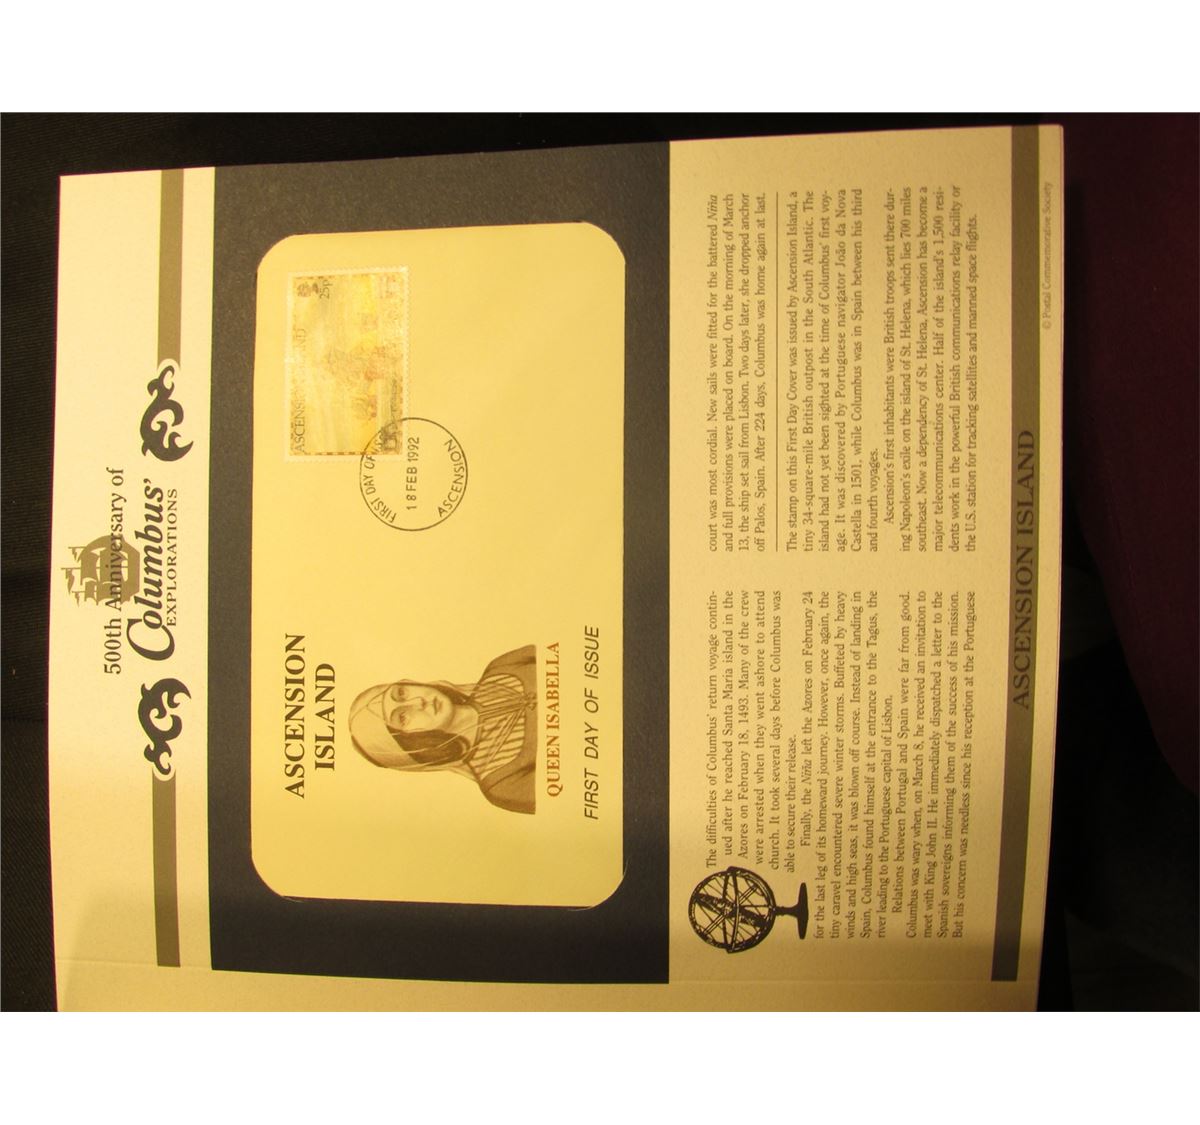 500th Anniversary of
Columbus'
EXPLORATIONS
ASCENSION
ISLAND
QUEEN ISABELLA
FIRST DAY OF ISSUE
25p
FIRST DAY OF
18 FEB 1992
ASCENSION
The difficulties of Columbus' return voyage contin-
ued after he reached Santa Maria island in the
Azores on February 18, 1493. Many of the crew
were arrested when they went ashore to attend
church. It took several days before Columbus was
able to secure their release.
Finally, the Niña left the Azores on February 24
for the last leg of its homeward journey. However, once again, the
tiny caravel encountered severe winter storms. Buffeted by heavy
winds and high seas, it was blown off course. Instead of landing in
Spain, Columbus found himself at the entrance to the Tagus, the
river leading to the Portuguese capital of Lisbon.
Relations between Portugal and Spain were far from good.
Columbus was wary when, on March 8, he received an invitation to
meet with King John II. He immediately dispatched a letter to the
Spanish sovereigns informing them of the success of his mission.
But his concern was needless since his reception at the Portuguese
court was most cordial. New sails were fitted for the battered Niña
and full provisions were placed on board. On the morning of March
13, the ship set sail from Lisbon. Two days later, she dropped anchor
off Palos, Spain. After 224 days, Columbus was home again at last.
The stamp on this First Day Cover was issued by Ascension Island, a
tiny 34-square-mile British outpost in the South Atlantic. The
island had not yet been sighted at the time of Columbus' first voy-
age. It was discovered by Portuguese navigator João da Nova
Castella in 1501, while Columbus was in Spain between his third
and fourth voyages.
Ascension's first inhabitants were British troops sent there dur-
ing Napoleon's exile on the island of St. Helena, which lies 700 miles
southeast. Now a dependency of St. Helena, Ascension has become a
major telecommunications center. Half of the island's 1,500 resi-
dents work in the powerful British communications relay facility or
the U.S. station for tracking satellites and manned space flights.
ASCENSION ISLAND
© Postal Commemorative Society